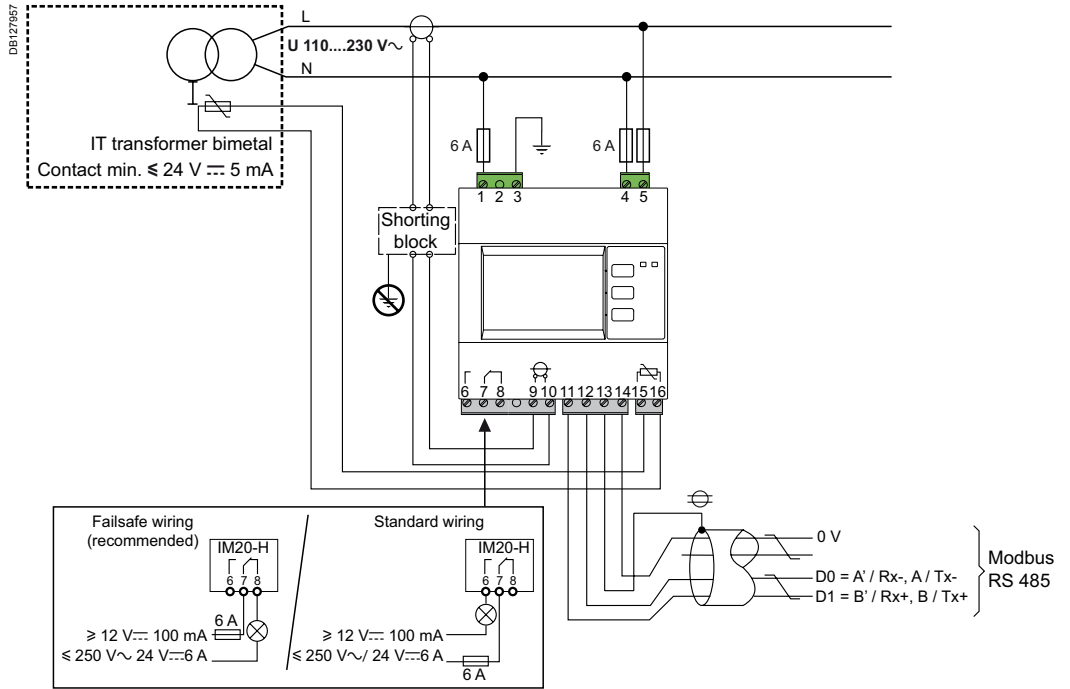 DB127957
L
U 110....230 V∼
N
IT transformer bimetal
Contact min. ⩽ 24 V ⎓ 5 mA
6 A
6 A
1 2 3
4 5
Shorting
block
6 7 8 9 10 11 12 13 14 15 16
Failsafe wiring
(recommended)
IM20-H
6 7 8
6 A
⩾ 12 V⎓ 100 mA
⩽ 250 V∼ 24 V⎓6 A
Standard wiring
IM20-H
6 7 8
⩾ 12 V⎓ 100 mA
⩽ 250 V∼/ 24 V⎓6 A
6 A
0 V
D0 = A' / Rx-, A / Tx-
D1 = B' / Rx+, B / Tx+
Modbus
RS 485